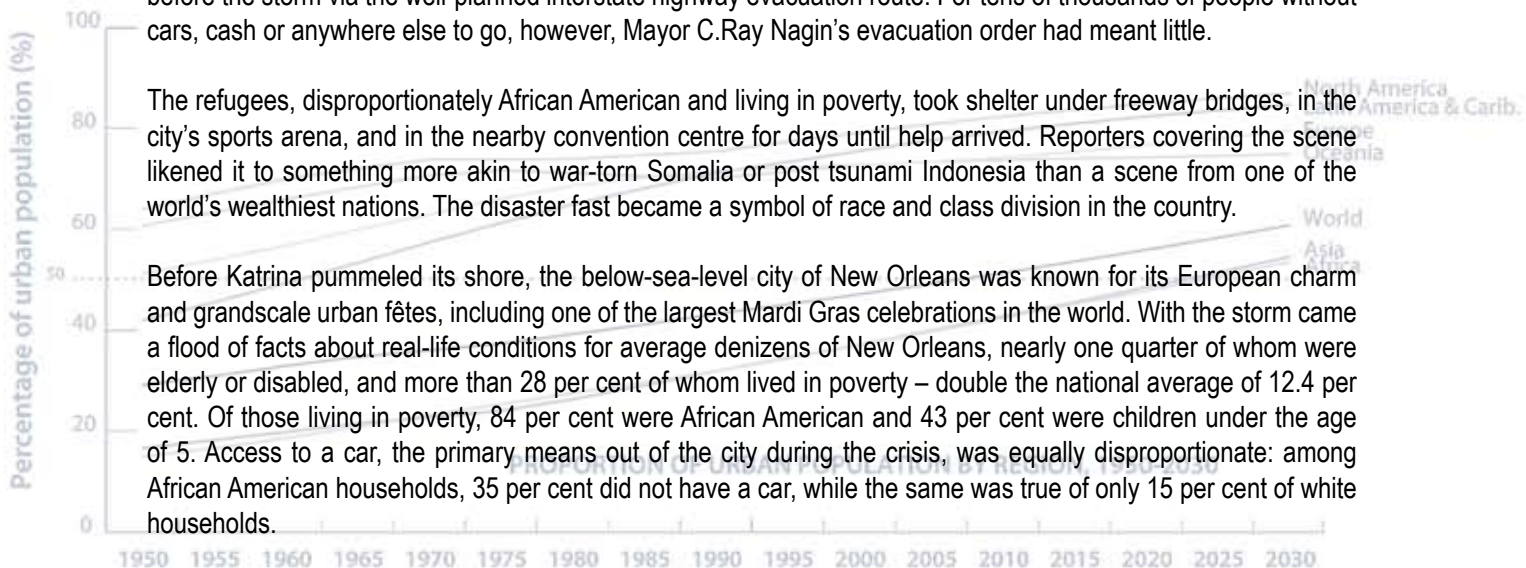 before the storm via the well-planned interstate highway evacuation route. For tens of thousands of people without
cars, cash or anywhere else to go, however, Mayor C.Ray Nagin's evacuation order had meant little.
The refugees, disproportionately African American and living in poverty, took shelter under freeway bridges, in the
city's sports arena, and in the nearby convention centre for days until help arrived. Reporters covering the scene
likened it to something more akin to war-torn Somalia or post tsunami Indonesia than a scene from one of the
world's wealthiest nations. The disaster fast became a symbol of race and class division in the country.
Before Katrina pummeled its shore, the below-sea-level city of New Orleans was known for its European charm
and grandscale urban fêtes, including one of the largest Mardi Gras celebrations in the world. With the storm came
a flood of facts about real-life conditions for average denizens of New Orleans, nearly one quarter of whom were
elderly or disabled, and more than 28 per cent of whom lived in poverty – double the national average of 12.4 per
cent. Of those living in poverty, 84 per cent were African American and 43 per cent were children under the age
of 5. Access to a car, the primary means out of the city during the crisis, was equally disproportionate: among
African American households, 35 per cent did not have a car, while the same was true of only 15 per cent of white
households.
Percentage of urban population (%)
100
80
60
50
40
20
0
North America
Latin America & Carib.
Europe
Oceania
World
Asia
Africa
PROPORTION OF URBAN POPULATION BY REGION, 1950-2030
1950 1955 1960 1965 1970 1975 1980 1985 1990 1995 2000 2005 2010 2015 2020 2025 2030